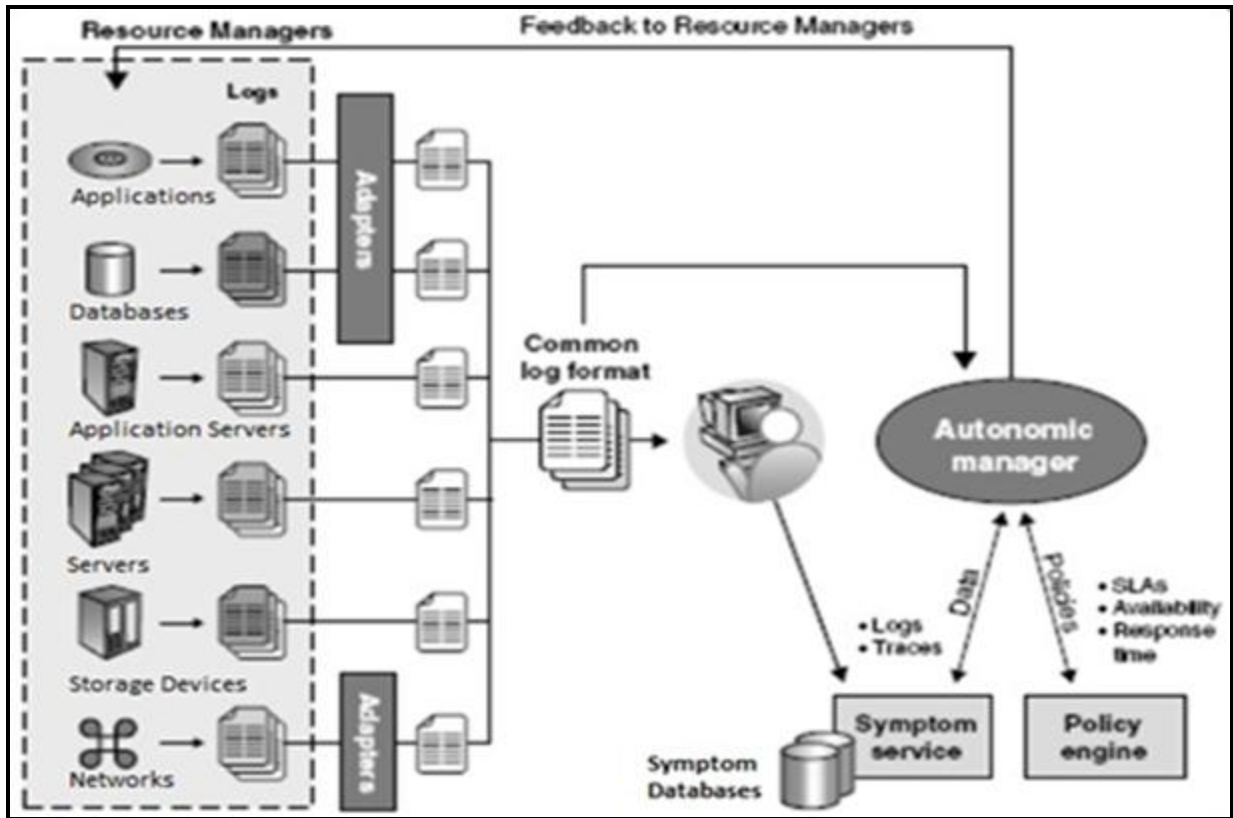 Resource Managers
Feedback to Resource Managers
Logs
Applications
Adapters
Databases
Common
log format
Application Servers
Autonomic
manager
Servers
Data
Policies
• SLAs
• Availability
• Response
time
• Logs
• Traces
Storage Devices
Adapters
Networks
Symptom
service
Policy
engine
Symptom
Databases